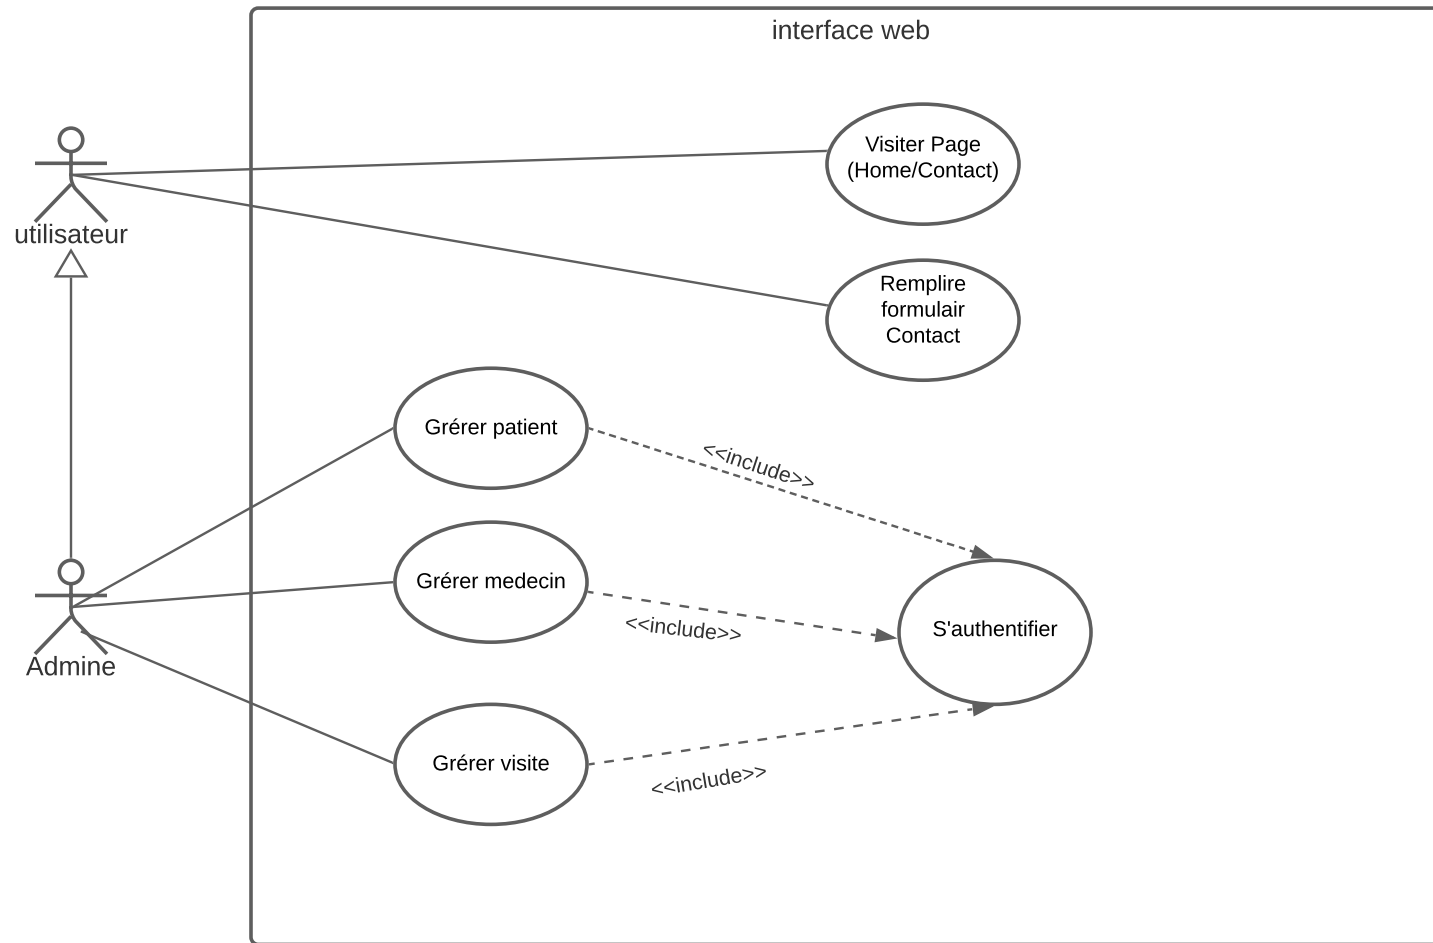 interface web
utilisateur
Visiter Page
(Home/Contact)
Remplire
formulair
Contact
Grérer patient
<<include>>
Grérer medecin
<<include>>
S'authentifier
Admine
Grérer visite
<<include>>